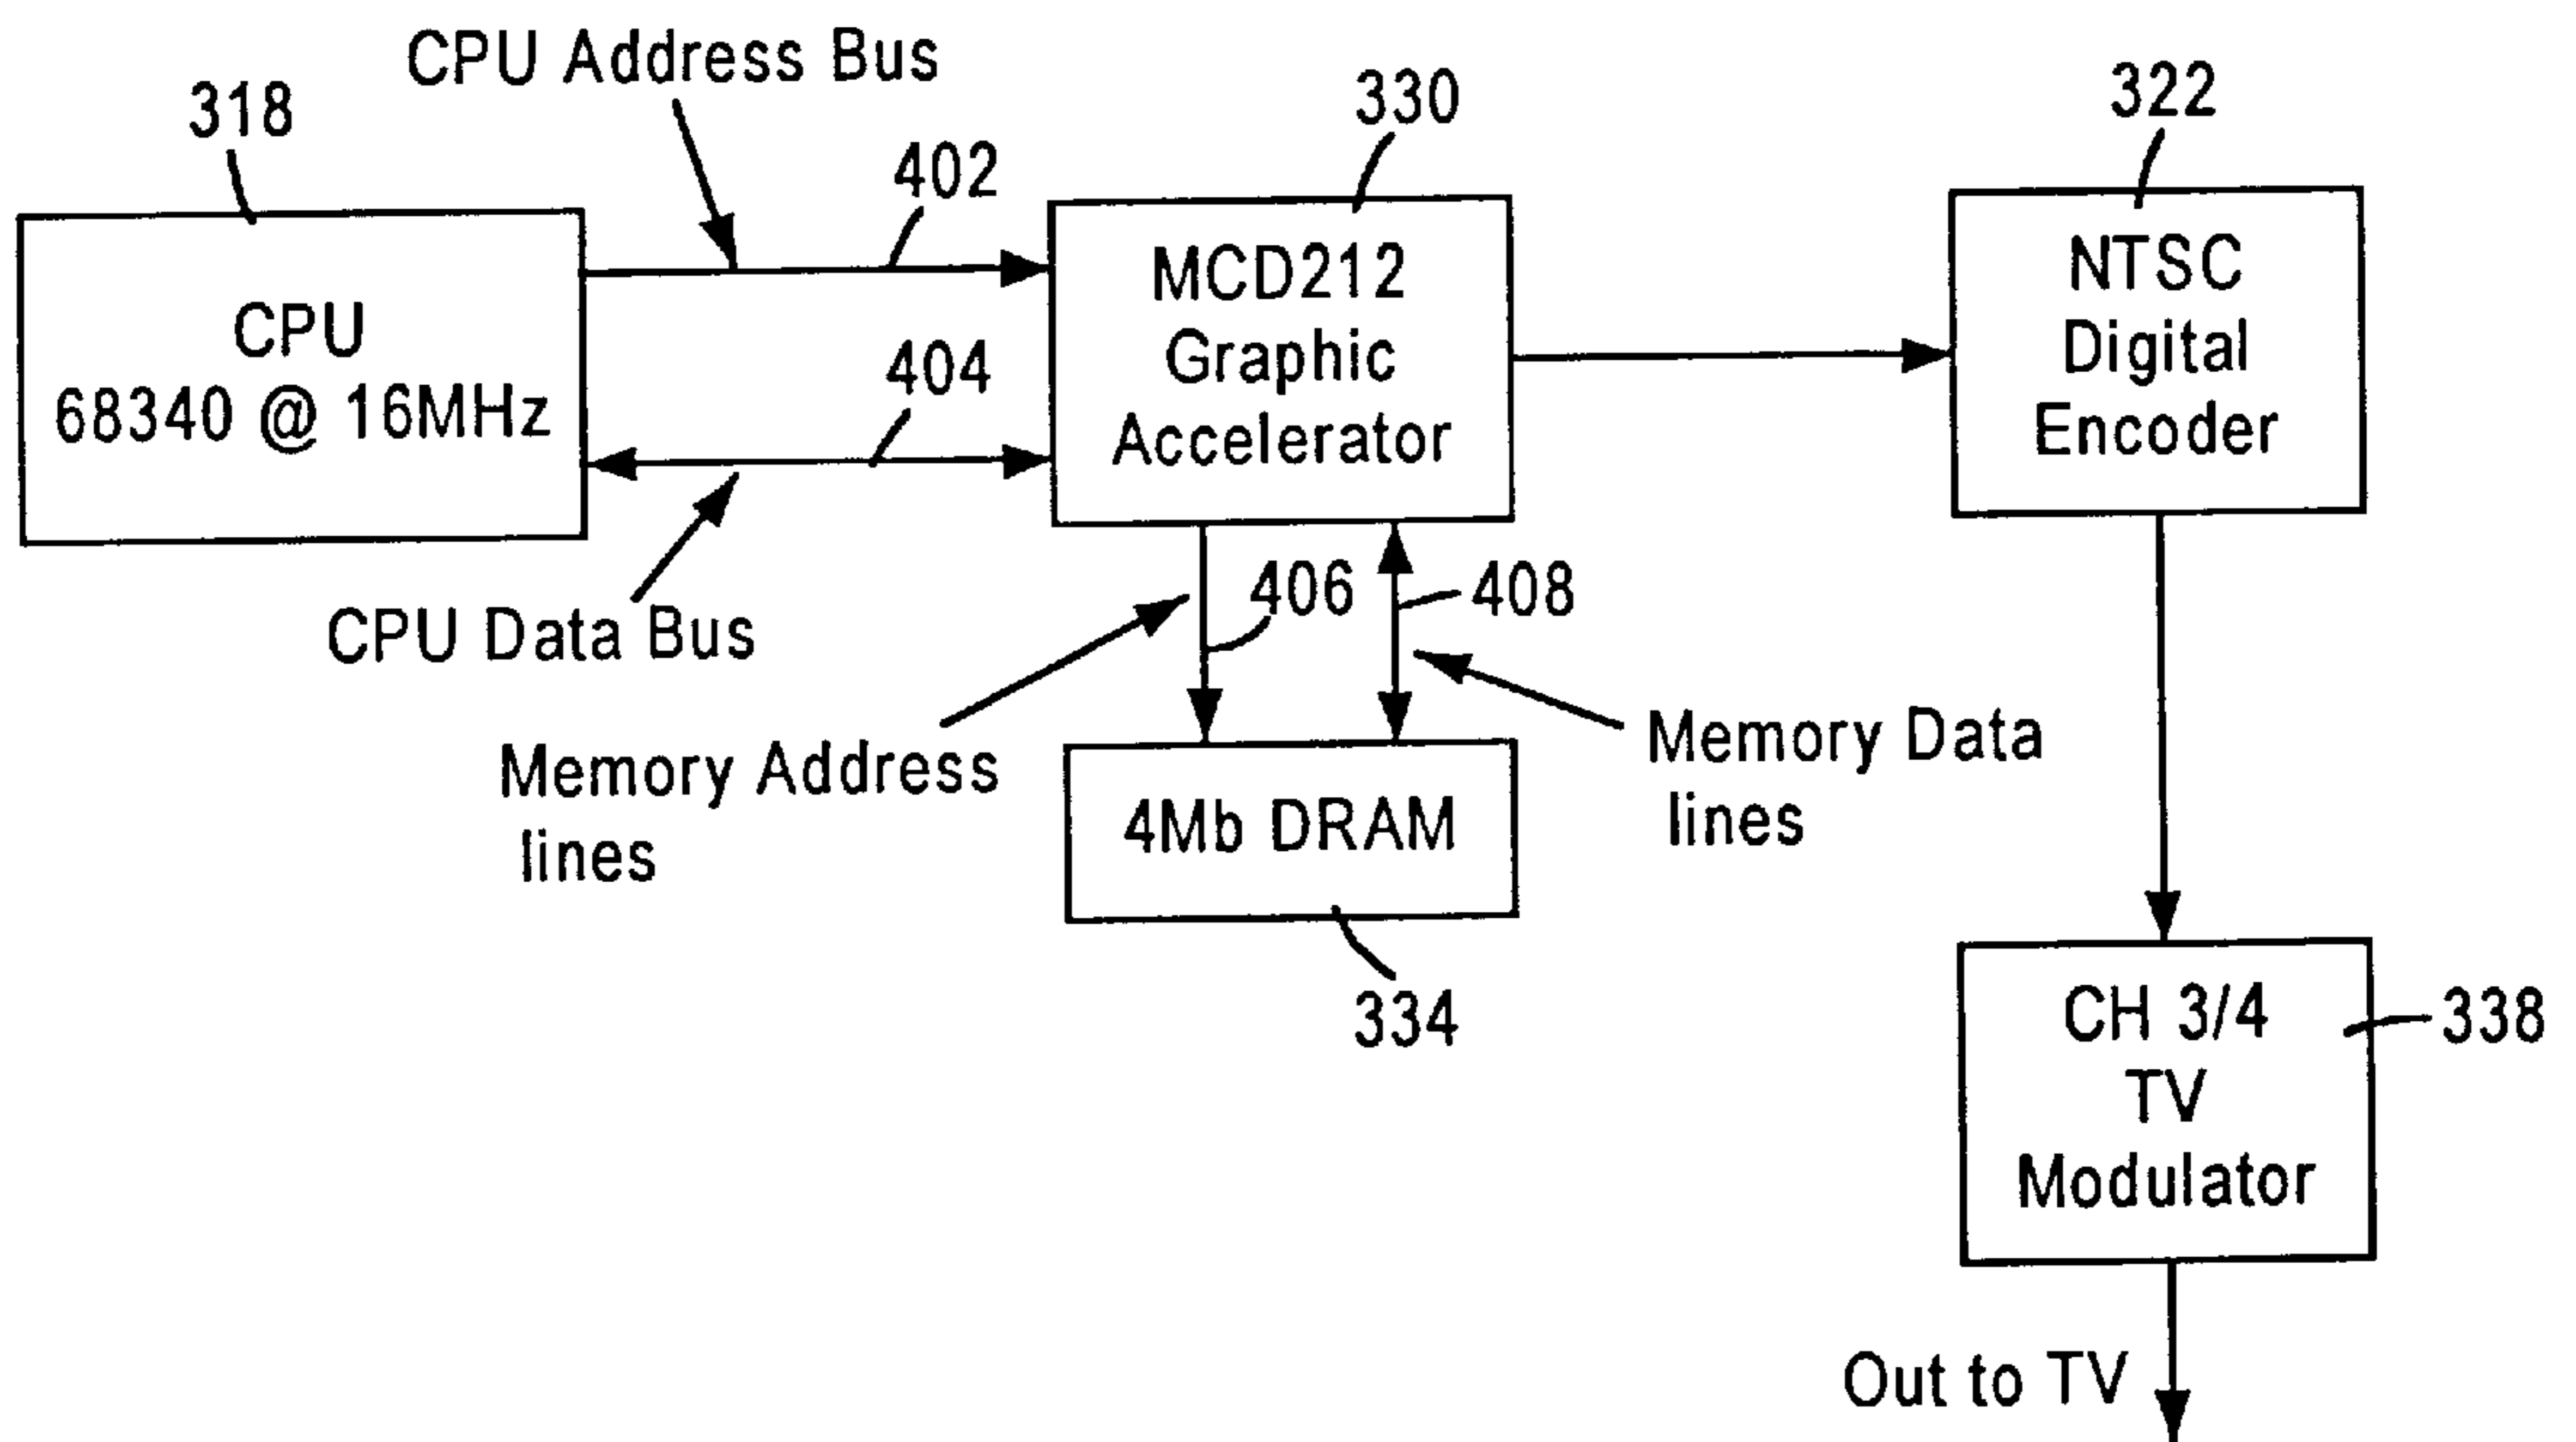 CPU Address Bus
318
330
322
402
CPU
68340 @ 16MHz
404
MCD212
Graphic
Accelerator
NTSC
Digital
Encoder
CPU Data Bus
406
408
Memory Address
lines
Memory Data
lines
4Mb DRAM
334
CH 3/4
TV
Modulator
338
Out to TV